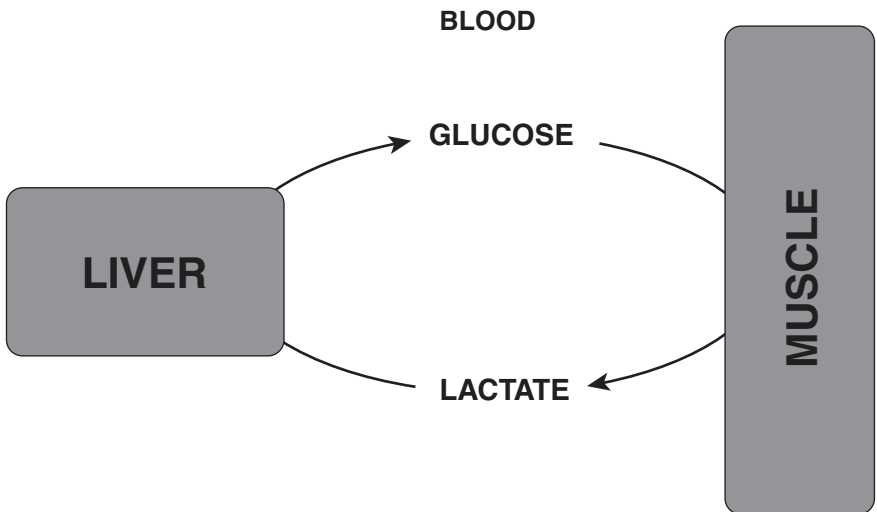 BLOOD
GLUCOSE
LIVER
MUSCLE
LACTATE